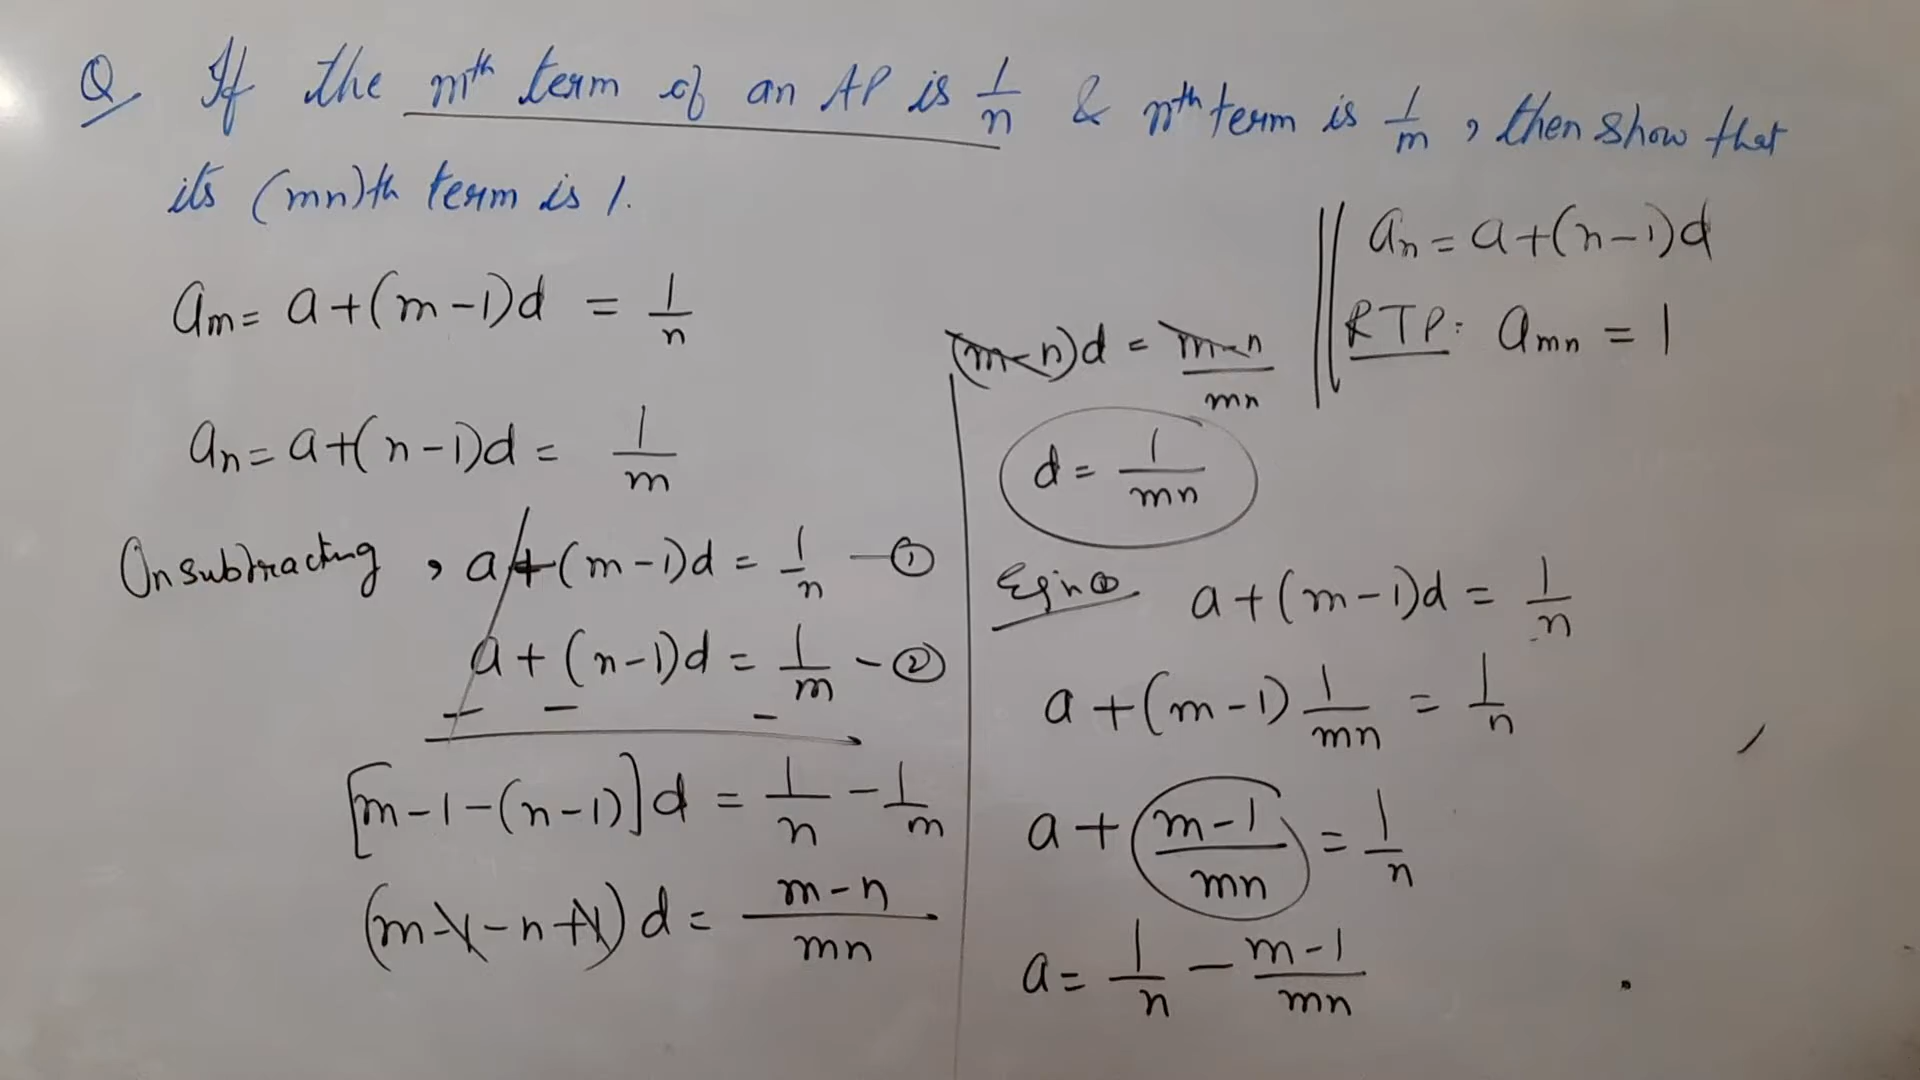 Q If the mth term of an AP is 1/n & nth term is 1/m, then show that
its (mn)th term is 1.
am = a+(m-1)d = 1/n
an = a+(n-1)d = 1/m
On subtracting, a+(m-1)d = 1/n - ①
a+(n-1)d = 1/m - ②
- - -
[m-1-(n-1)]d = 1/n - 1/m
(m-1-n+1)d = m-n/mn
(m-n)d = m-n/mn
d = 1/mn
Eqn ① a+(m-1)d = 1/n
a+(m-1) 1/mn = 1/n
a + m-1/mn = 1/n
a = 1/n - m-1/mn
an = a+(n-1)d
RTP: amn = 1